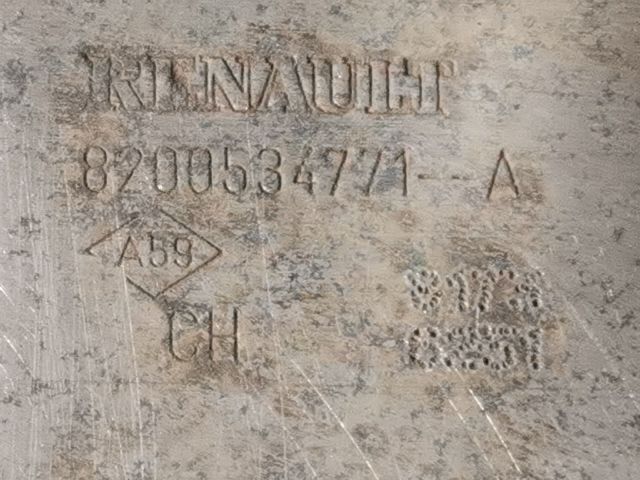 RENAULT
8200534771--A
A59
CH